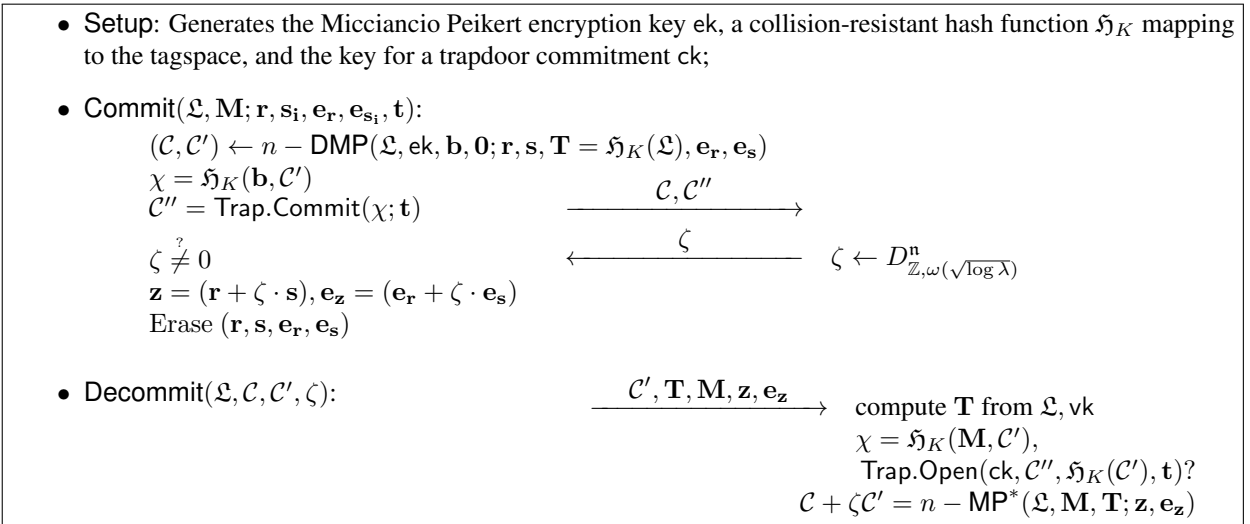 • Setup: Generates the Micciancio Peikert encryption key ek, a collision-resistant hash function ℌ_K mapping
to the tagspace, and the key for a trapdoor commitment ck;
• Commit(𝔏, M; r, s_i, e_r, e_{s_i}, t):
(𝒞, 𝒞′) ← n − DMP(𝔏, ek, b, 0; r, s, T = ℌ_K(𝔏), e_r, e_s)
χ = ℌ_K(b, 𝒞′)
𝒞′′ = Trap.Commit(χ; t) 𝒞, 𝒞′′ →
ζ ≠^? 0 ← ζ ζ ← D^𝔫_{ℤ,ω(√log λ)}
z = (r + ζ · s), e_z = (e_r + ζ · e_s)
Erase (r, s, e_r, e_s)
• Decommit(𝔏, 𝒞, 𝒞′, ζ): 𝒞′, T, M, z, e_z → compute T from 𝔏, vk
χ = ℌ_K(M, 𝒞′),
Trap.Open(ck, 𝒞′′, ℌ_K(𝒞′), t)?
𝒞 + ζ𝒞′ = n − MP*(𝔏, M, T; z, e_z)